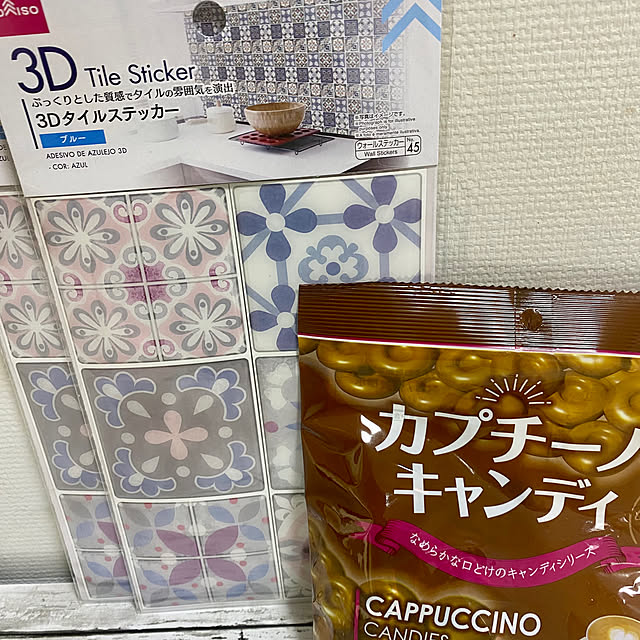 DAISO
3D Tile Sticker
ぷっくりとした質感でタイルの雰囲気を演出
3Dタイルステッカー
ブルー
ADESIVO DE AZULEJO 3D
- COR: AZUL
ウォールステッカー No. 45
Wall Stickers
カプチーノ
キャンディ
なめらかな口どけのキャンディシリーズ
CAPPUCCINO
CANDIES